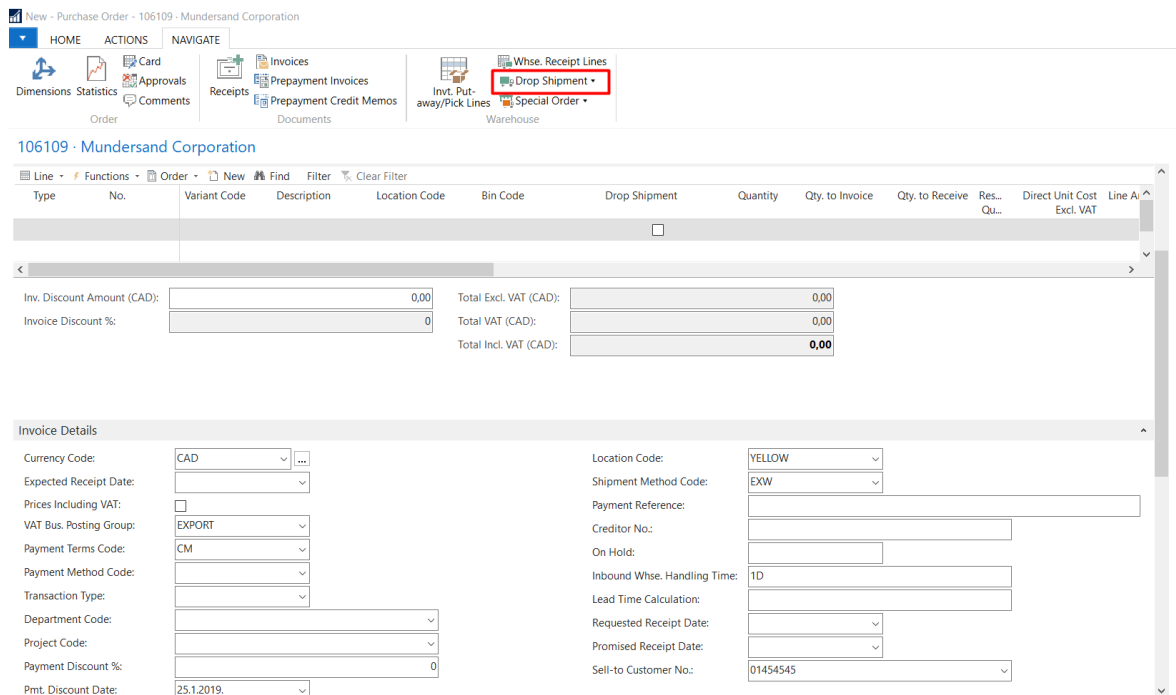 New - Purchase Order - 106109 · Mundersand Corporation
HOME ACTIONS NAVIGATE
Dimensions Statistics
Card
Approvals
Comments
Order
Receipts
Invoices
Prepayment Invoices
Prepayment Credit Memos
Documents
Invt. Put-
away/Pick Lines
Whse. Receipt Lines
Drop Shipment
Special Order
Warehouse
106109 · Mundersand Corporation
Line Functions Order New Find Filter Clear Filter
Type No. Variant Code Description Location Code Bin Code Drop Shipment Quantity Qty. to Invoice Qty. to Receive Res... Qu... Direct Unit Cost Excl. VAT Line A
Inv. Discount Amount (CAD): 0,00 Total Excl. VAT (CAD): 0,00
Invoice Discount %: 0 Total VAT (CAD): 0,00
Total Incl. VAT (CAD): 0,00
Invoice Details
Currency Code: CAD ...
Expected Receipt Date:
Prices Including VAT:
VAT Bus. Posting Group: EXPORT
Payment Terms Code: CM
Payment Method Code:
Transaction Type:
Department Code:
Project Code:
Payment Discount %: 0
Pmt. Discount Date: 25.1.2019.
Location Code: YELLOW
Shipment Method Code: EXW
Payment Reference:
Creditor No.:
On Hold:
Inbound Whse. Handling Time: 1D
Lead Time Calculation:
Requested Receipt Date:
Promised Receipt Date:
Sell-to Customer No.: 01454545